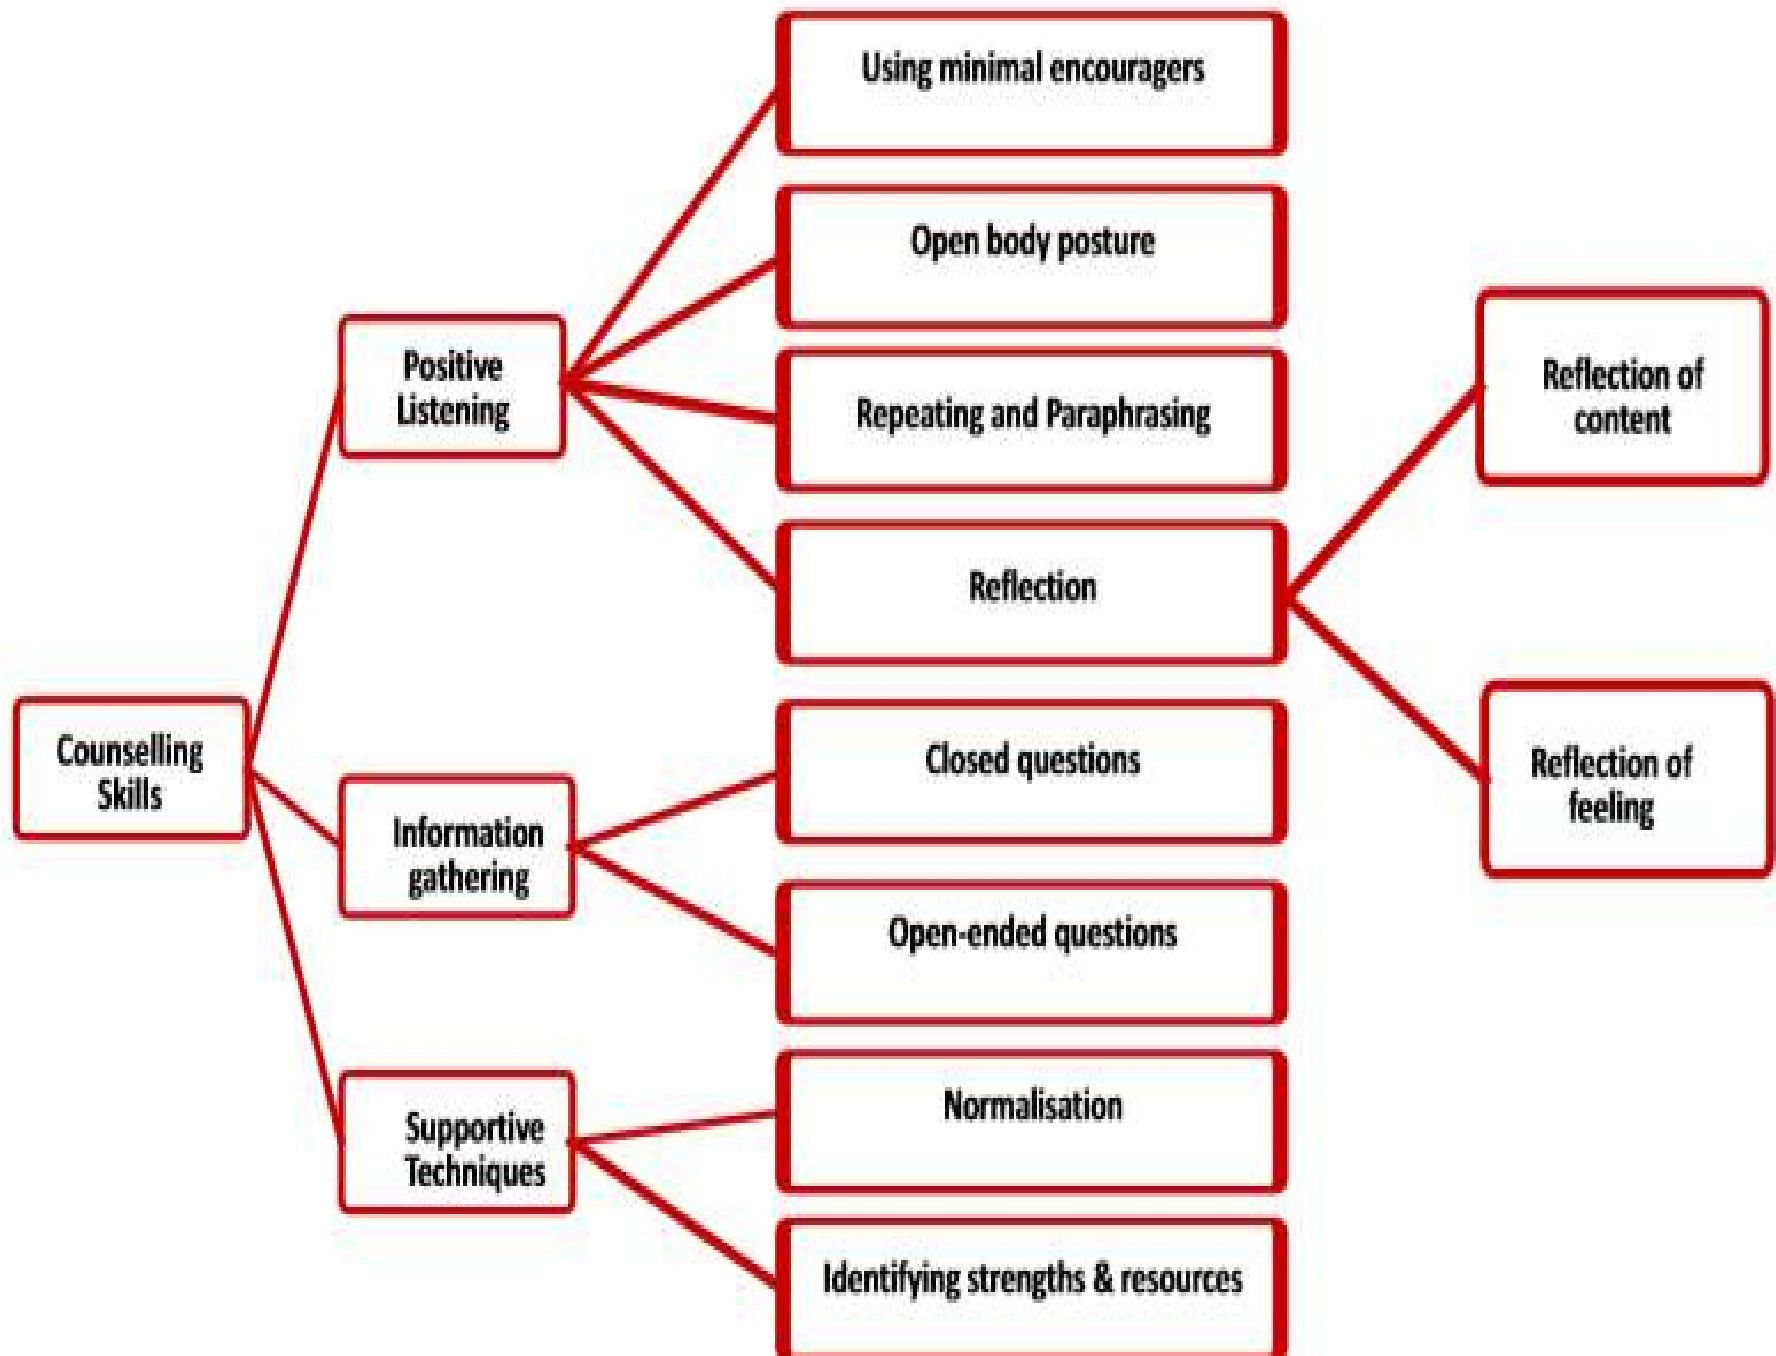 Counselling
Skills
Positive
Listening
Using minimal encouragers
Open body posture
Repeating and Paraphrasing
Reflection
Reflection of
content
Reflection of
feeling
Information
gathering
Closed questions
Open-ended questions
Supportive
Techniques
Normalisation
Identifying strengths & resources